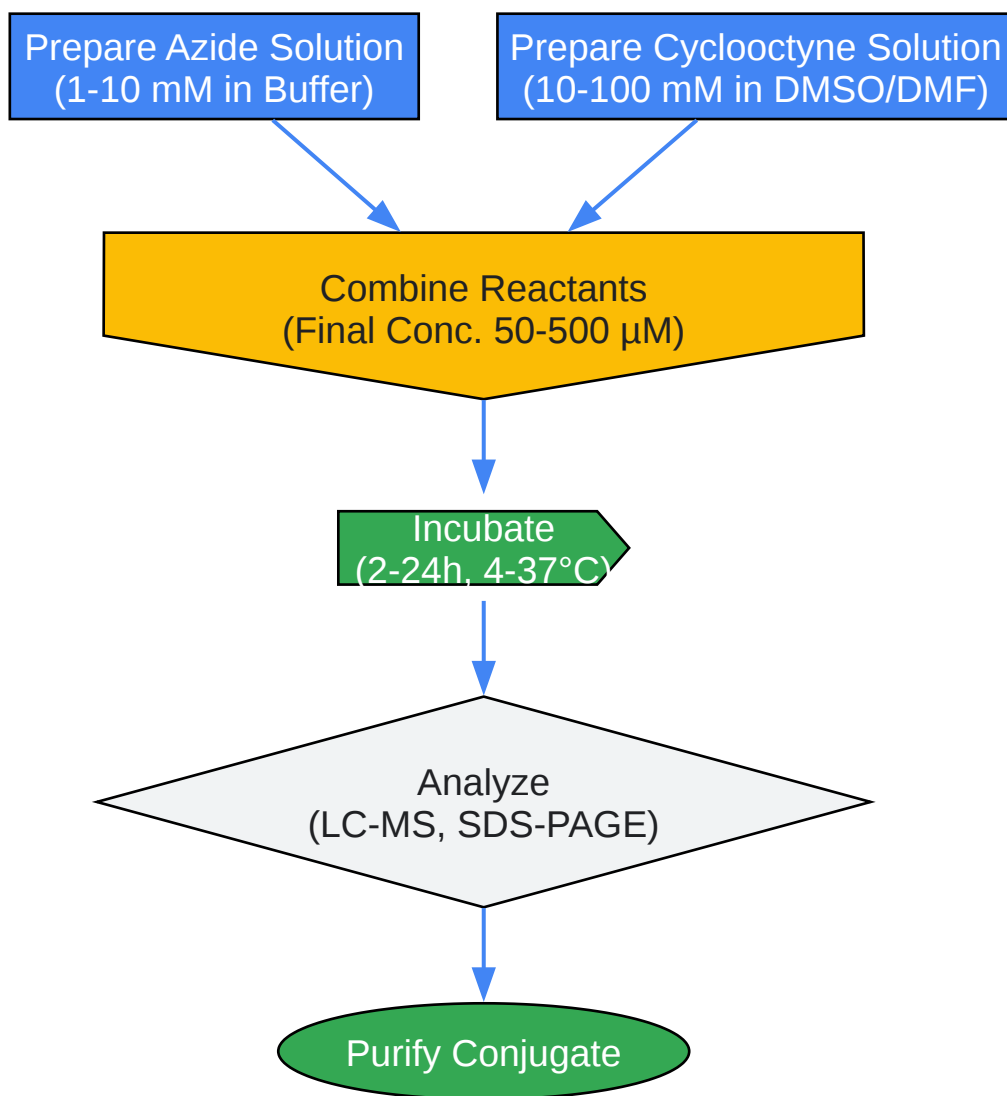 Prepare Azide Solution
(1-10 mM in Buffer)
Prepare Cyclooctyne Solution
(10-100 mM in DMSO/DMF)
Combine Reactants
(Final Conc. 50-500 µM)
Incubate
(2-24h, 4-37°C)
Analyze
(LC-MS, SDS-PAGE)
Purify Conjugate